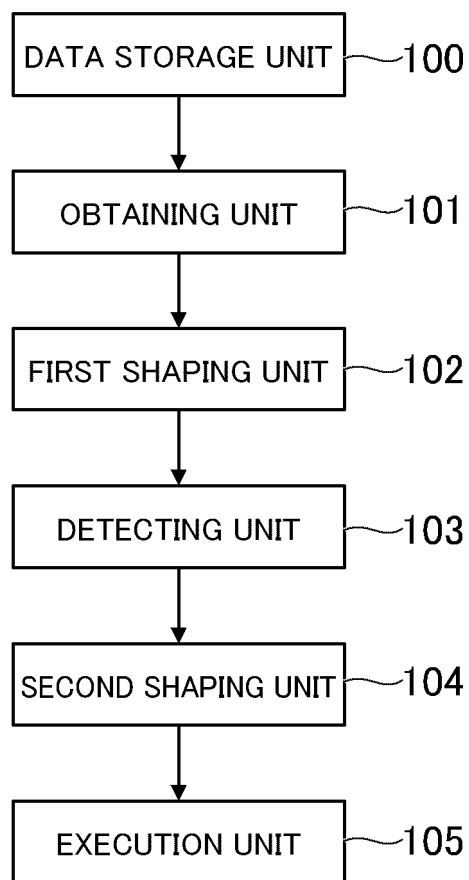 DATA STORAGE UNIT 100
OBTAINING UNIT 101
FIRST SHAPING UNIT 102
DETECTING UNIT 103
SECOND SHAPING UNIT 104
EXECUTION UNIT 105